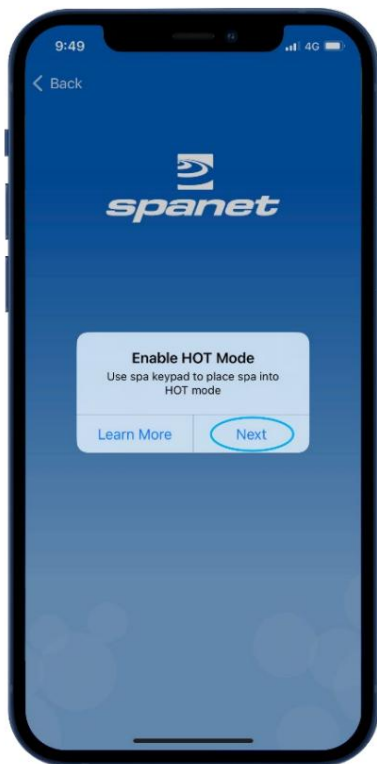 9:49
4G
Back
spanet
Enable HOT Mode
Use spa keypad to place spa into
HOT mode
Learn More
Next